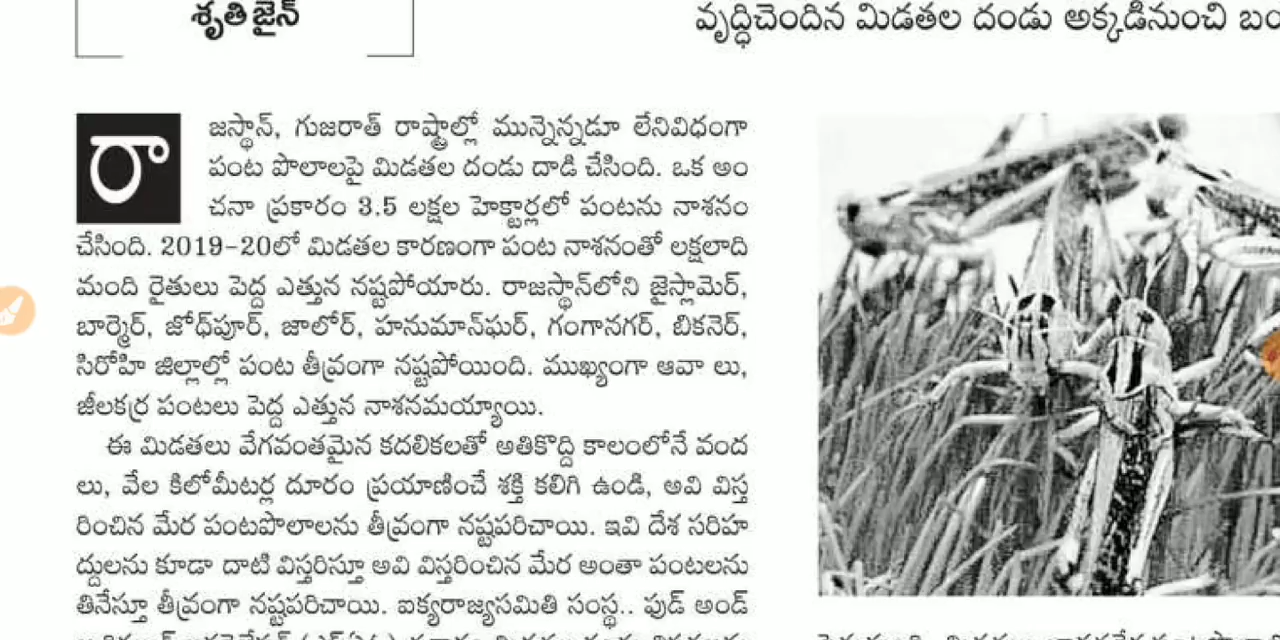 శృతి జైన్
వృద్ధిచెందిన మిడతల దండు అక్కడినుంచి
రా
జస్థాన్, గుజరాత్ రాష్ట్రాల్లో మున్నెన్నడూ లేనివిధంగా
పంట పొలాలపై మిడతల దండు దాడి చేసింది. ఒక అం
చనా ప్రకారం 3.5 లక్షల హెక్టార్లలో పంటను నాశనం
చేసింది. 2019-20లో మిడతల కారణంగా పంట నాశనంతో లక్షలాది
మంది రైతులు పెద్ద ఎత్తున నష్టపోయారు. రాజస్థాన్‌లోని జైస్లామెర్,
బార్మెర్, జోధ్‌పూర్, జాలోర్, హనుమాన్‌ఘర్, గంగానగర్, బికనెర్,
సిరోహి జిల్లాల్లో పంట తీవ్రంగా నష్టపోయింది. ముఖ్యంగా ఆవా లు,
జీలకర్ర పంటలు పెద్ద ఎత్తున నాశనమయ్యాయి.
ఈ మిడతలు వేగవంతమైన కదలికలతో అతికొద్ది కాలంలోనే వంద
లు, వేల కిలోమీటర్ల దూరం ప్రయాణించే శక్తి కలిగి ఉండి, అవి విస్త
రించిన మేర పంటపొలాలను తీవ్రంగా నష్టపరిచాయి. ఇవి దేశ సరిహ
ద్దులను కూడా దాటి విస్తరిస్తూ అవి విస్తరించిన మేర అంతా పంటలను
తినేస్తూ తీవ్రంగా నష్టపరిచాయి. ఐక్యరాజ్యసమితి సంస్థ.. ఫుడ్ అండ్